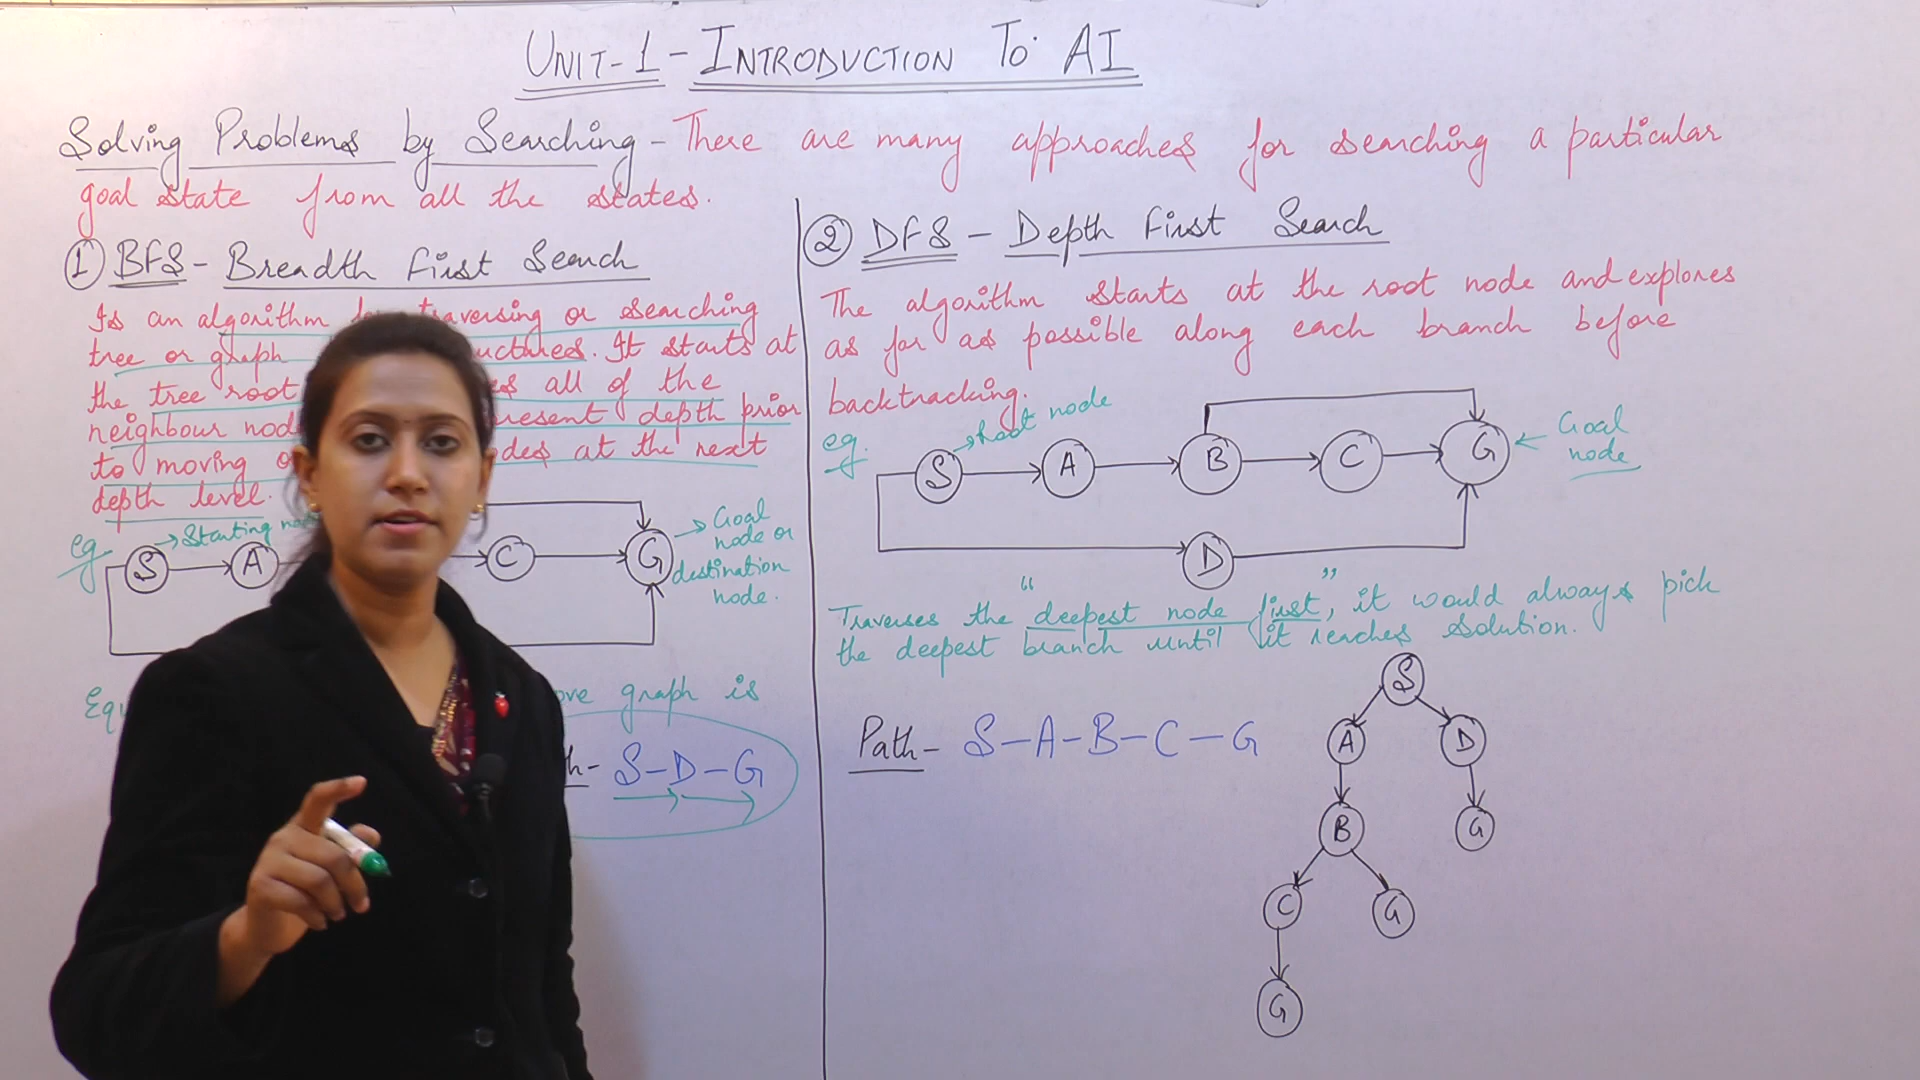 UNIT-1-INTRODUCTION TO AI
Solving Problems by Searching - There are many approaches for searching a particular
goal state from all the states.
① BFS - Breadth First Search
Is an algorithm traversing or searching
tree or graph. It starts at
the tree root all of the
neighbour present depth prior
to moving at the next
depth level.
eg → Starting
S A C G
→ Goal
node or
destination
node.
graph is
S-D-G
② DFS - Depth First Search
The algorithm starts at the root node and explores
as far as possible along each branch before
backtracking.
eg. → Root node
S A B C G
← Goal
node
D
Traverses the "deepest node first", it would always pick
the deepest branch until it reaches solution.
Path- S-A-B-C-G
S
A D
B G
C G
G